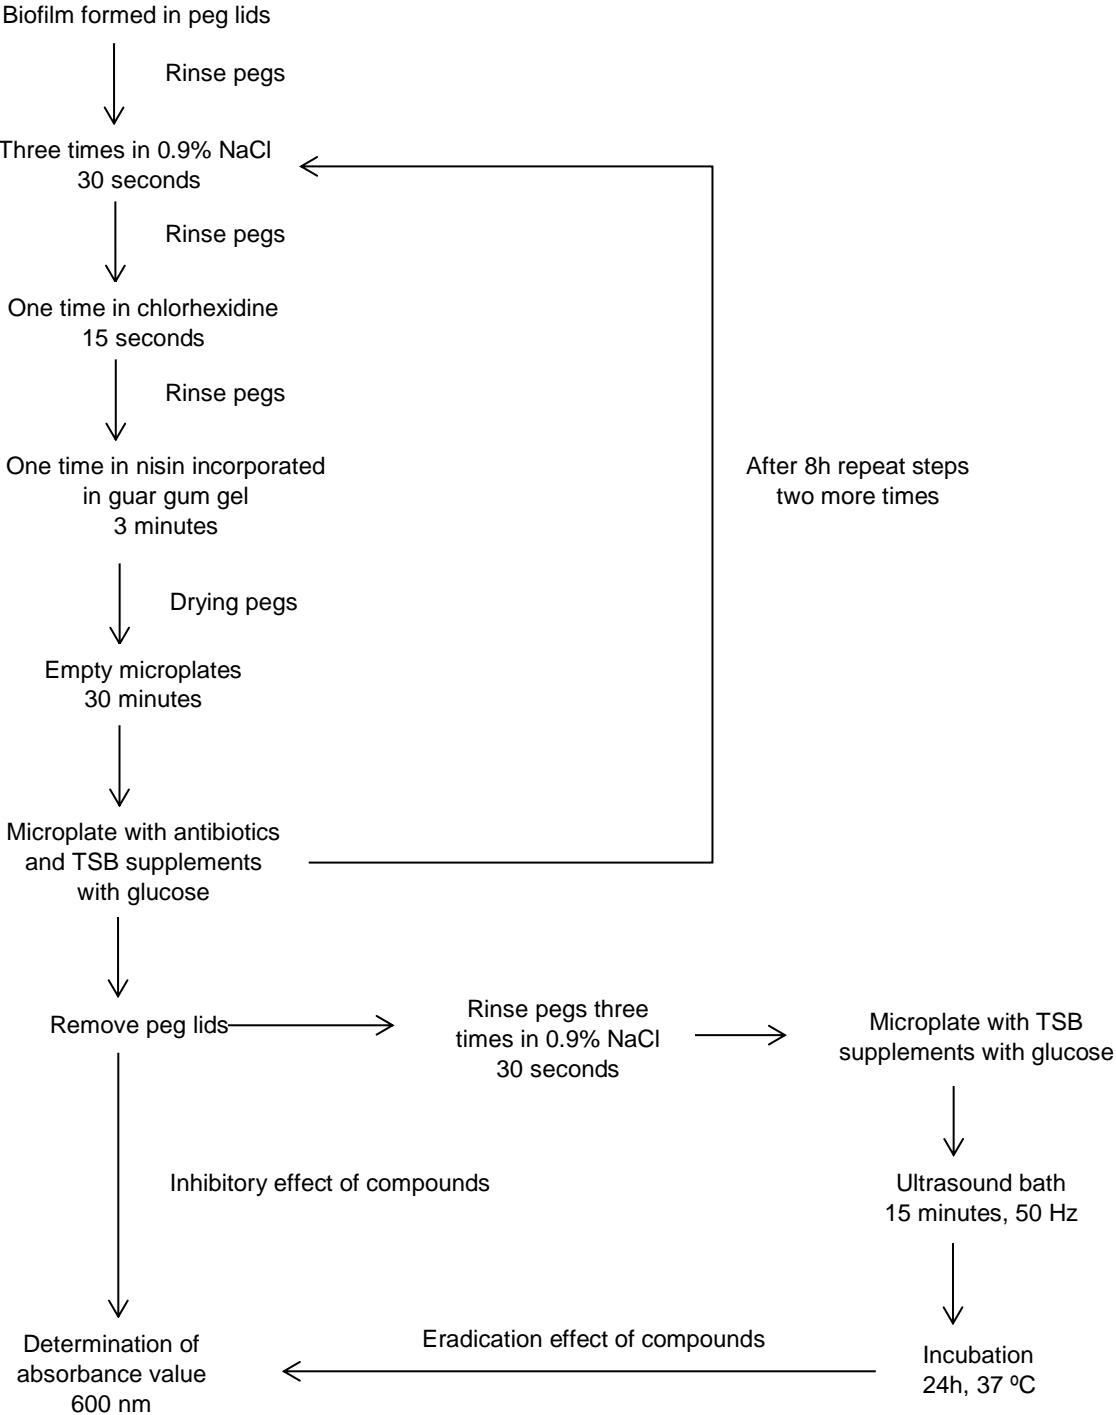 Biofilm formed in peg lids
Rinse pegs
Three times in 0.9% NaCl
30 seconds
Rinse pegs
One time in chlorhexidine
15 seconds
Rinse pegs
One time in nisin incorporated
in guar gum gel
3 minutes
After 8h repeat steps
two more times
Drying pegs
Empty microplates
30 minutes
Microplate with antibiotics
and TSB supplements
with glucose
Remove peg lids
Rinse pegs three
times in 0.9% NaCl
30 seconds
Microplate with TSB
supplements with glucose
Inhibitory effect of compounds
Ultrasound bath
15 minutes, 50 Hz
Determination of
absorbance value
600 nm
Eradication effect of compounds
Incubation
24h, 37 ºC